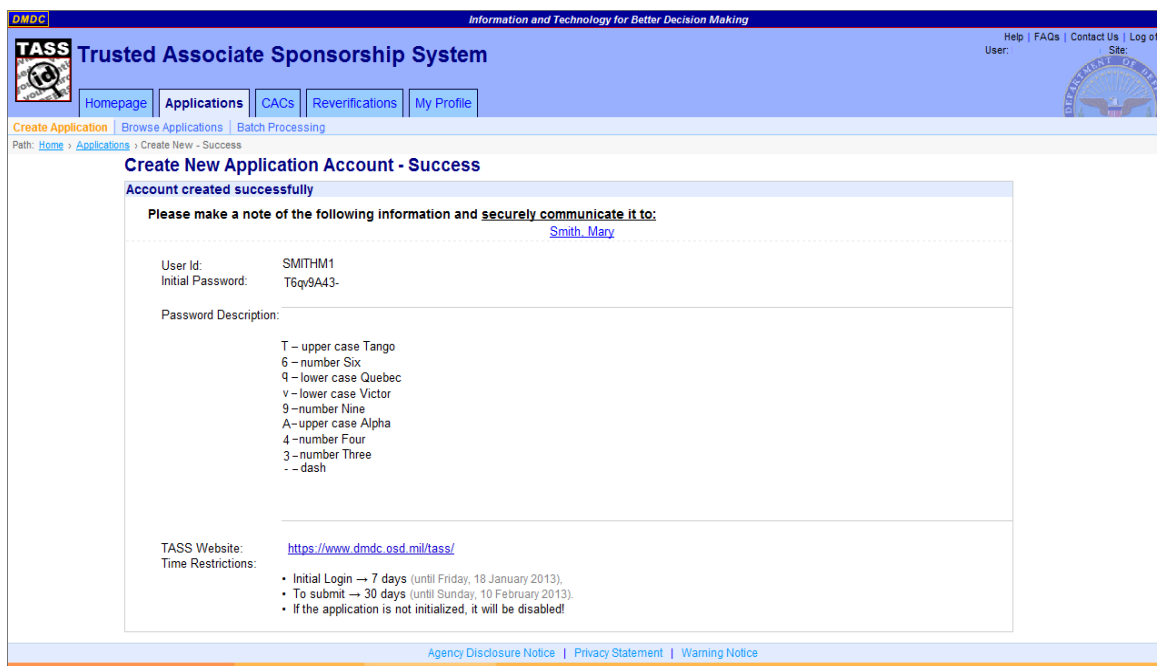 DMDC
Information and Technology for Better Decision Making
Help | FAQs | Contact Us | Log of
User: Site:
TASS
id
Trusted Associate Sponsorship System
Homepage Applications CACs Reverifications My Profile
Create Application | Browse Applications | Batch Processing
Path: Home › Applications › Create New - Success
Create New Application Account - Success
Account created successfully
Please make a note of the following information and securely communicate it to:
Smith, Mary
User Id: SMITHM1
Initial Password: T6qv9A43-
Password Description:
T – upper case Tango
6 – number Six
q – lower case Quebec
v – lower case Victor
9 – number Nine
A – upper case Alpha
4 – number Four
3 – number Three
- – dash
TASS Website: https://www.dmdc.osd.mil/tass/
Time Restrictions:
• Initial Login → 7 days (until Friday, 18 January 2013),
• To submit → 30 days (until Sunday, 10 February 2013).
• If the application is not initialized, it will be disabled!
Agency Disclosure Notice | Privacy Statement | Warning Notice